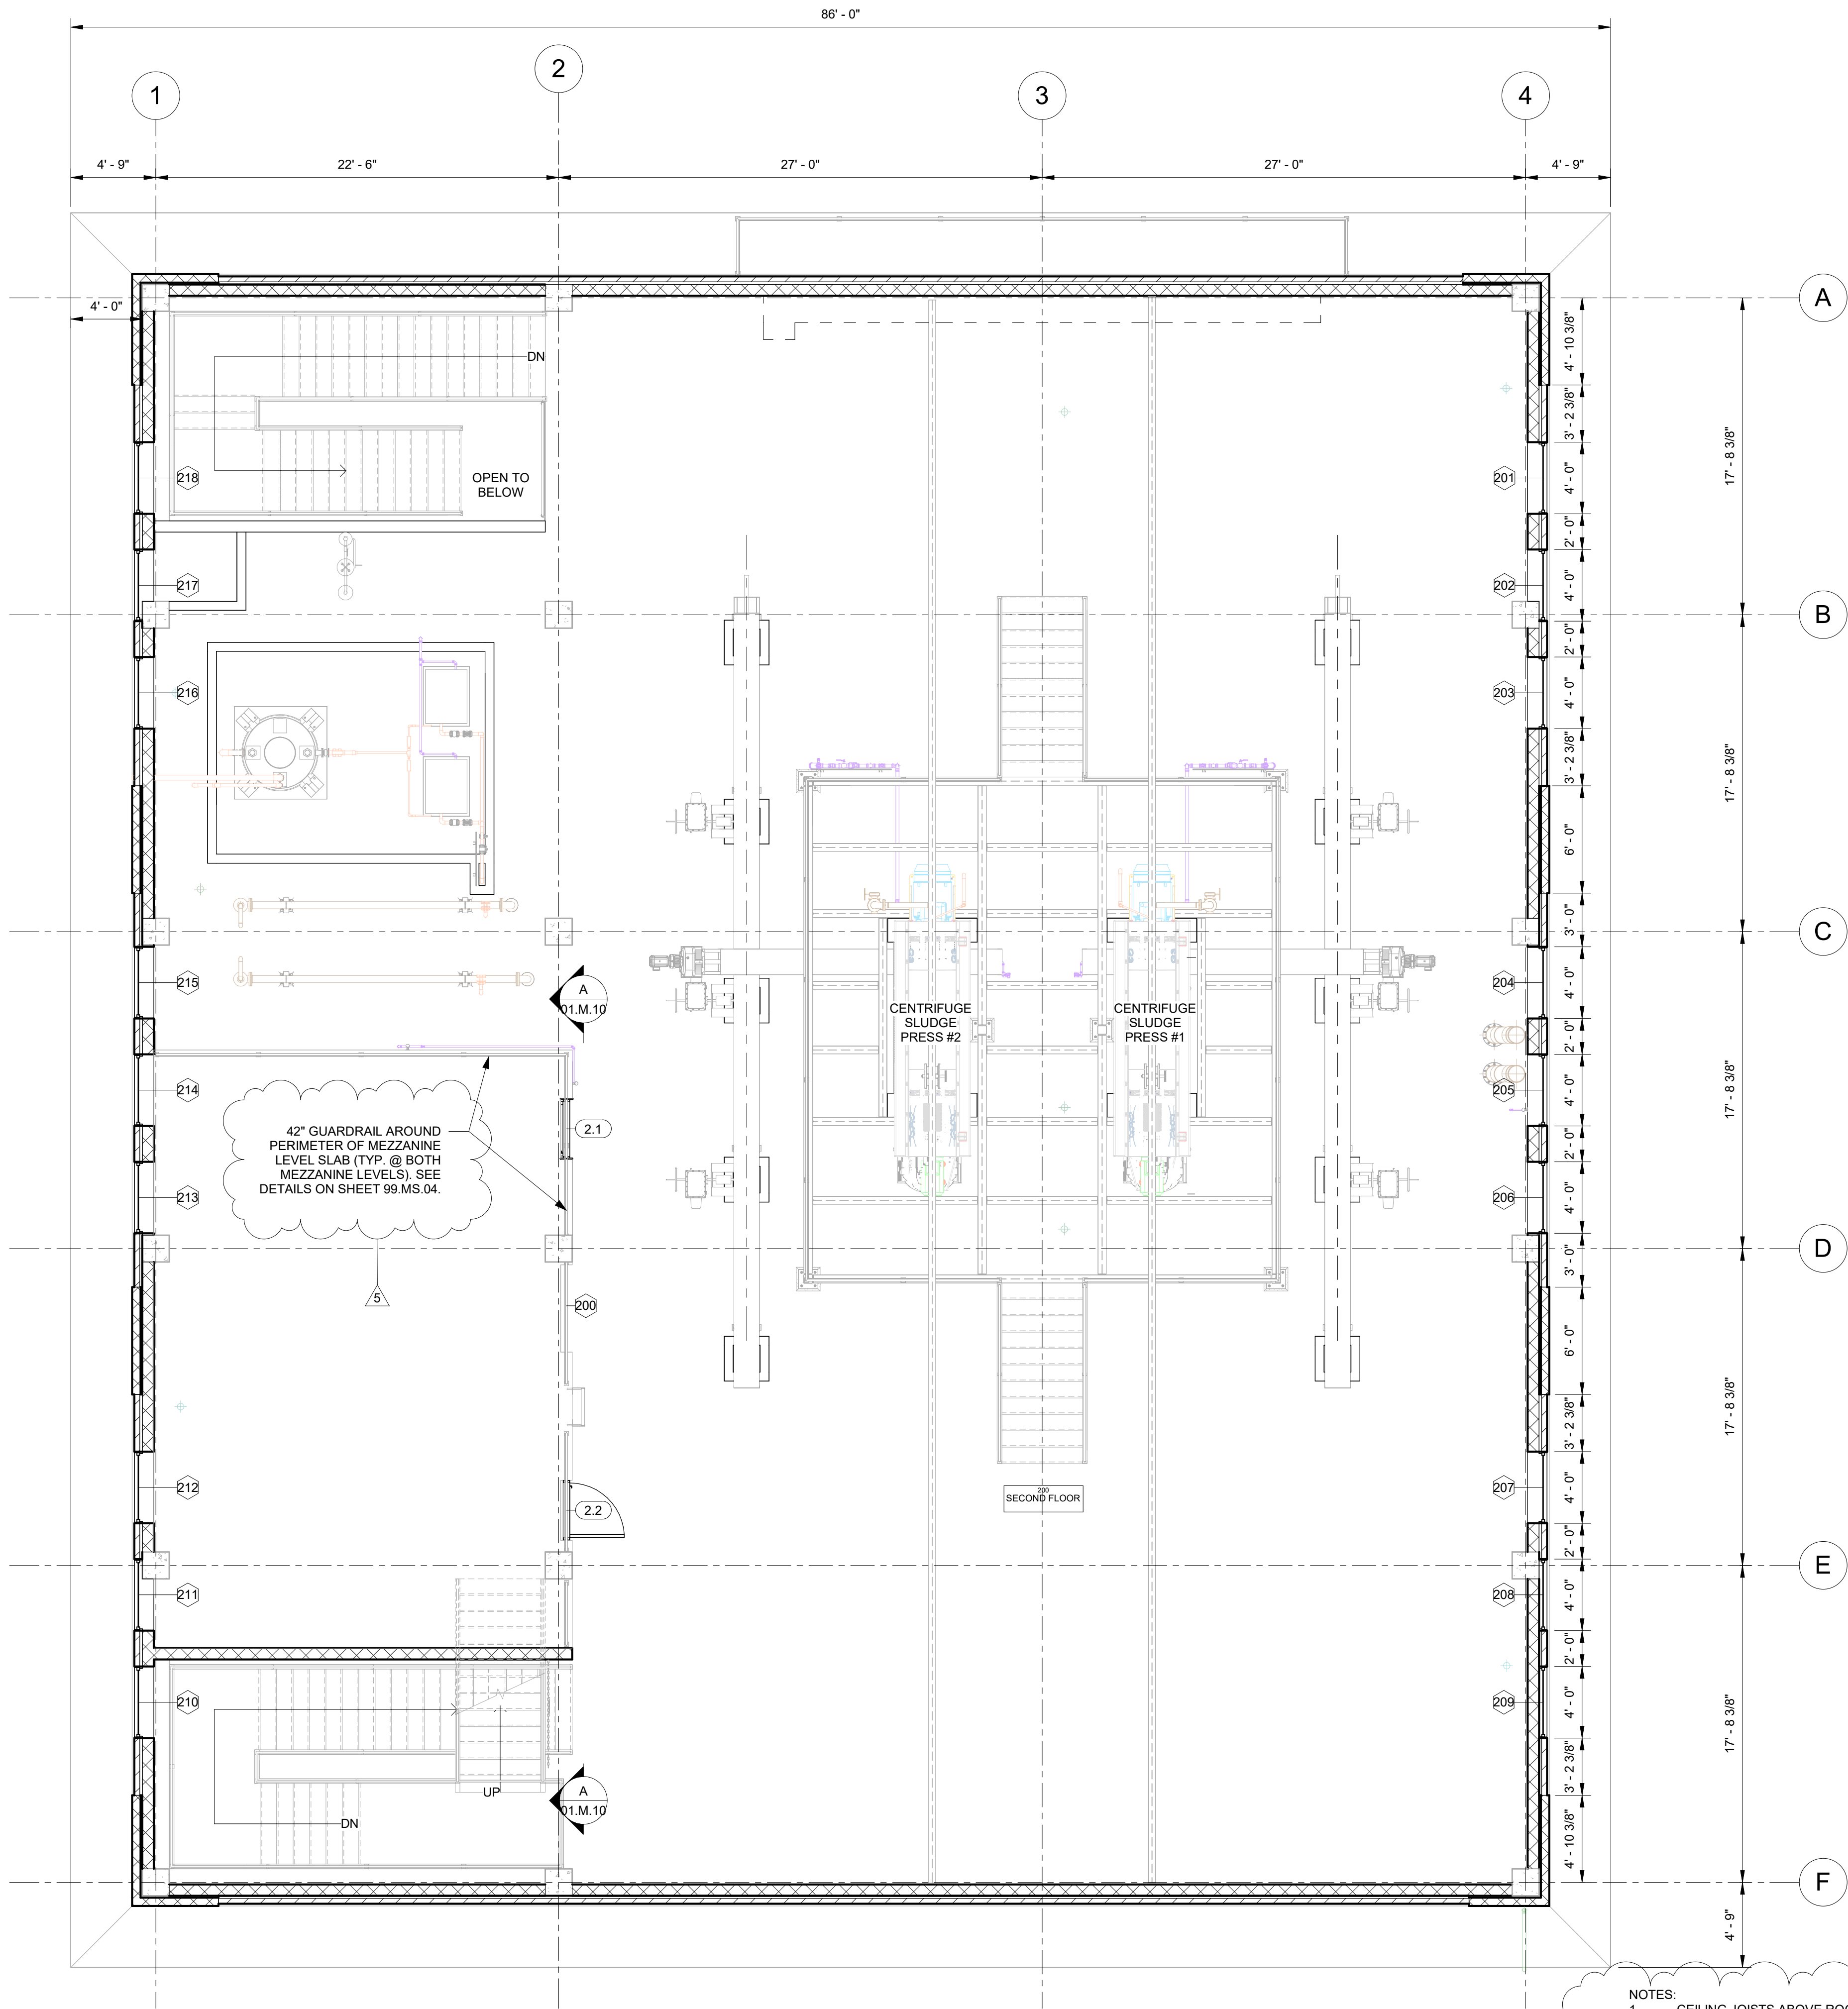 86' - 0"
1
2
3
4
4' - 9"
22' - 6"
27' - 0"
27' - 0"
4' - 9"
4' - 0"
A
B
C
D
E
F
17' - 8 3/8"
17' - 8 3/8"
17' - 8 3/8"
17' - 8 3/8"
17' - 8 3/8"
4' - 9"
4' - 10 3/8"
3' - 2 3/8"
4' - 0"
2' - 0"
4' - 0"
2' - 0"
4' - 0"
3' - 2 3/8"
6' - 0"
3' - 0"
4' - 0"
2' - 0"
4' - 0"
2' - 0"
4' - 0"
3' - 0"
6' - 0"
3' - 2 3/8"
4' - 0"
2' - 0"
4' - 0"
2' - 0"
4' - 0"
3' - 2 3/8"
4' - 10 3/8"
DN
OPEN TO
BELOW
218
217
216
215
214
213
212
211
210
201
202
203
204
205
206
207
208
209
A
01.M.10
CENTRIFUGE
SLUDGE
PRESS #2
CENTRIFUGE
SLUDGE
PRESS #1
42" GUARDRAIL AROUND
PERIMETER OF MEZZANINE
LEVEL SLAB (TYP. @ BOTH
MEZZANINE LEVELS). SEE
DETAILS ON SHEET 99.MS.04.
5
2.1
200
2.2
200
SECOND FLOOR
UP
DN
A
01.M.10
NOTES: